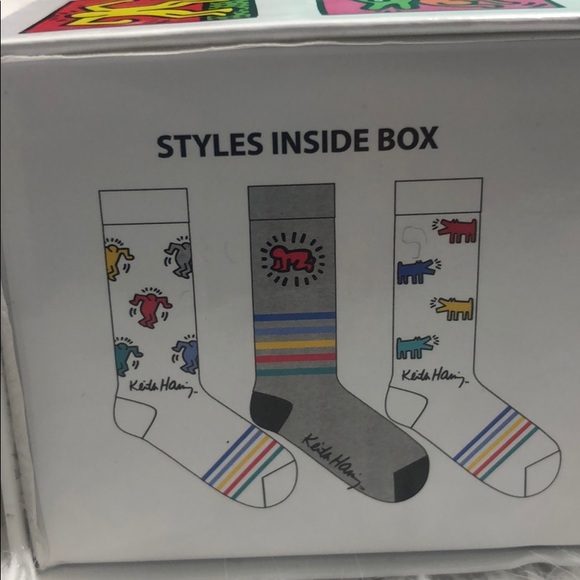 STYLES INSIDE BOX
Keith Haring
Keith Haring
Keith Haring